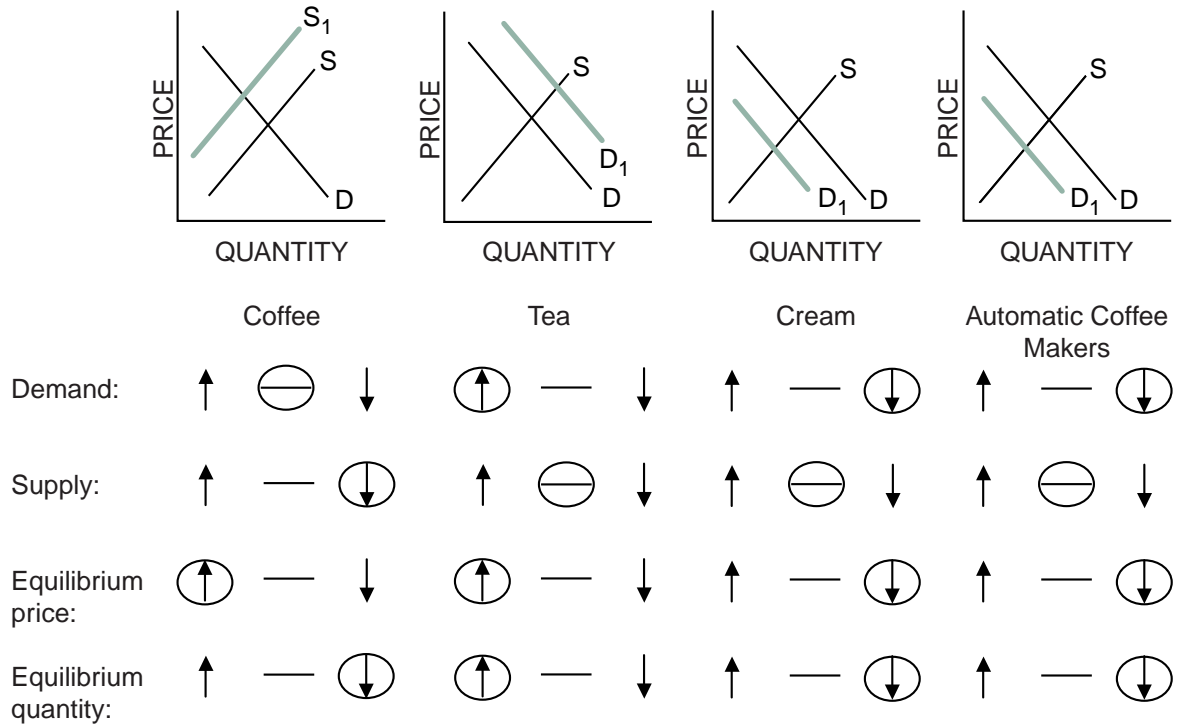 PRICE
S1
S
D
QUANTITY
PRICE
S
D1
D
QUANTITY
PRICE
S
D1
D
QUANTITY
PRICE
S
D1
D
QUANTITY
Coffee
Tea
Cream
Automatic Coffee
Makers
Demand:
Supply:
Equilibrium
price:
Equilibrium
quantity: